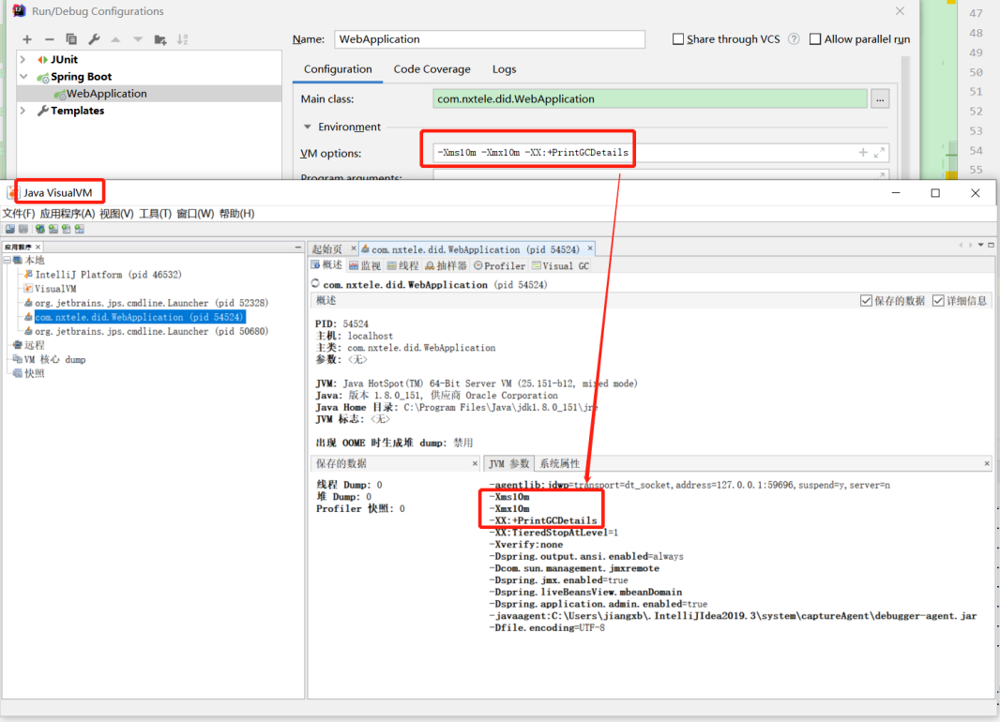 Run/Debug Configurations
47
48
49
50
51
52
53
54
55
JUnit
Spring Boot
WebApplication
Templates
Name: WebApplication
Share through VCS ? Allow parallel run
Configuration Code Coverage Logs
Main class: com.nxtele.did.WebApplication ...
Environment
VM options: -Xms10m -Xmx10m -XX:+PrintGCDetails
Program arguments:
Java VisualVM
文件(F) 应用程序(A) 视图(V) 工具(T) 窗口(W) 帮助(H)
应用程序 ×
本地
IntelliJ Platform (pid 46532)
VisualVM
org.jetbrains.jps.cmdline.Launcher (pid 52328)
com.nxtele.did.WebApplication (pid 54524)
org.jetbrains.jps.cmdline.Launcher (pid 50680)
远程
VM 核心 dump
快照
起始页 × com.nxtele.did.WebApplication (pid 54524) ×
概述 监视 线程 抽样器 Profiler Visual GC
com.nxtele.did.WebApplication (pid 54524)
概述 保存的数据 详细信息
PID: 54524
主机: localhost
主类: com.nxtele.did.WebApplication
参数: <无>
JVM: Java HotSpot(TM) 64-Bit Server VM (25.151-b12, mixed mode)
Java: 版本 1.8.0_151, 供应商 Oracle Corporation
Java Home 目录: C:\Program Files\Java\jdk1.8.0_151\jre
JVM 标志: <无>
出现 OOME 时生成堆 dump: 禁用
保存的数据 ×
线程 Dump: 0
堆 Dump: 0
Profiler 快照: 0
JVM 参数 系统属性 ×
-agentlib:jdwp=transport=dt_socket,address=127.0.0.1:59696,suspend=y,server=n
-Xms10m
-Xmx10m
-XX:+PrintGCDetails
-XX:TieredStopAtLevel=1
-Xverify:none
-Dspring.output.ansi.enabled=always
-Dcom.sun.management.jmxremote
-Dspring.jmx.enabled=true
-Dspring.liveBeansView.mbeanDomain
-Dspring.application.admin.enabled=true
-javaagent:C:\Users\jiangxb\.IntelliJIdea2019.3\system\captureAgent\debugger-agent.jar
-Dfile.encoding=UTF-8